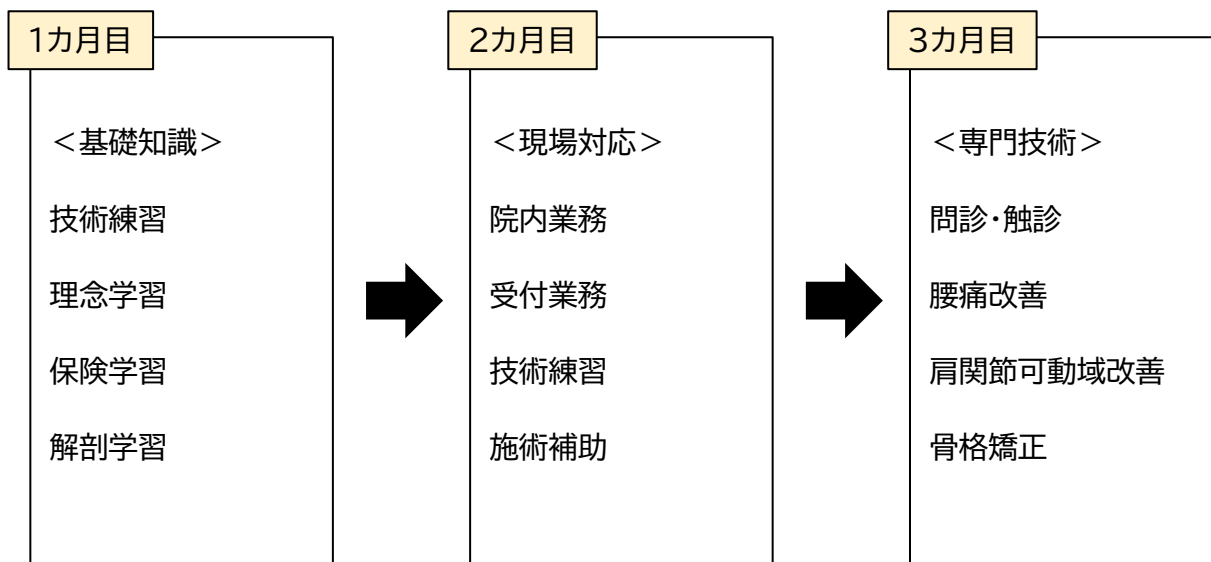 1カ月目
＜基礎知識＞
技術練習
理念学習
保険学習
解剖学習
2カ月目
＜現場対応＞
院内業務
受付業務
技術練習
施術補助
3カ月目
＜専門技術＞
問診・触診
腰痛改善
肩関節可動域改善
骨格矯正